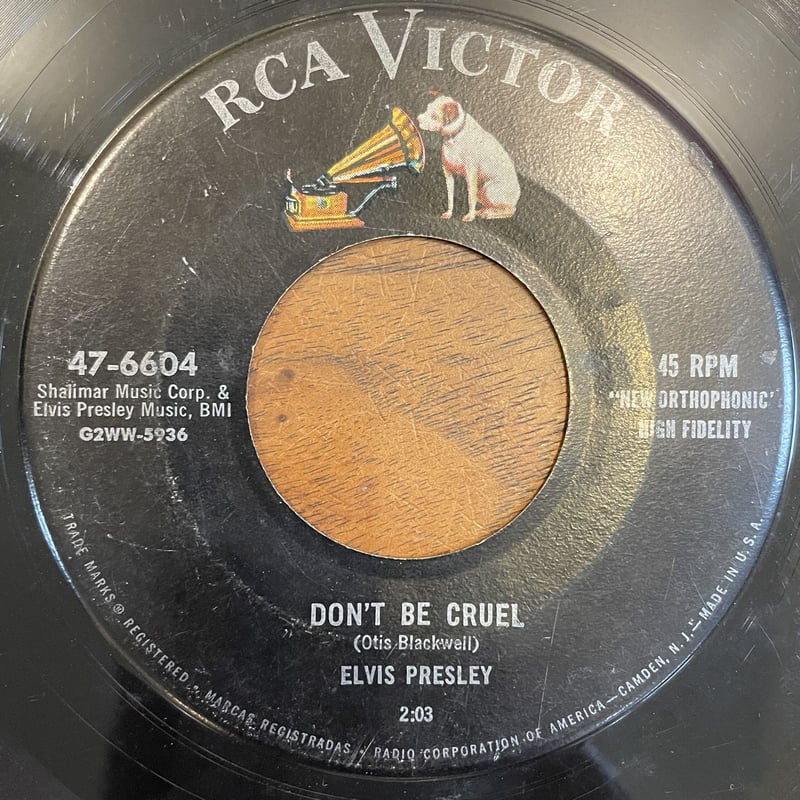 RCA VICTOR
47-6604
Shalimar Music Corp. &
Elvis Presley Music, BMI
G2WW-5936
45 RPM
"NEW ORTHOPHONIC"
HIGH FIDELITY
DON'T BE CRUEL
(Otis Blackwell)
ELVIS PRESLEY
2:03
TRADE MARKS ® REGISTERED • MARCAS REGISTRADAS • RADIO CORPORATION OF AMERICA—CAMDEN, N. J.—MADE IN U. S. A.